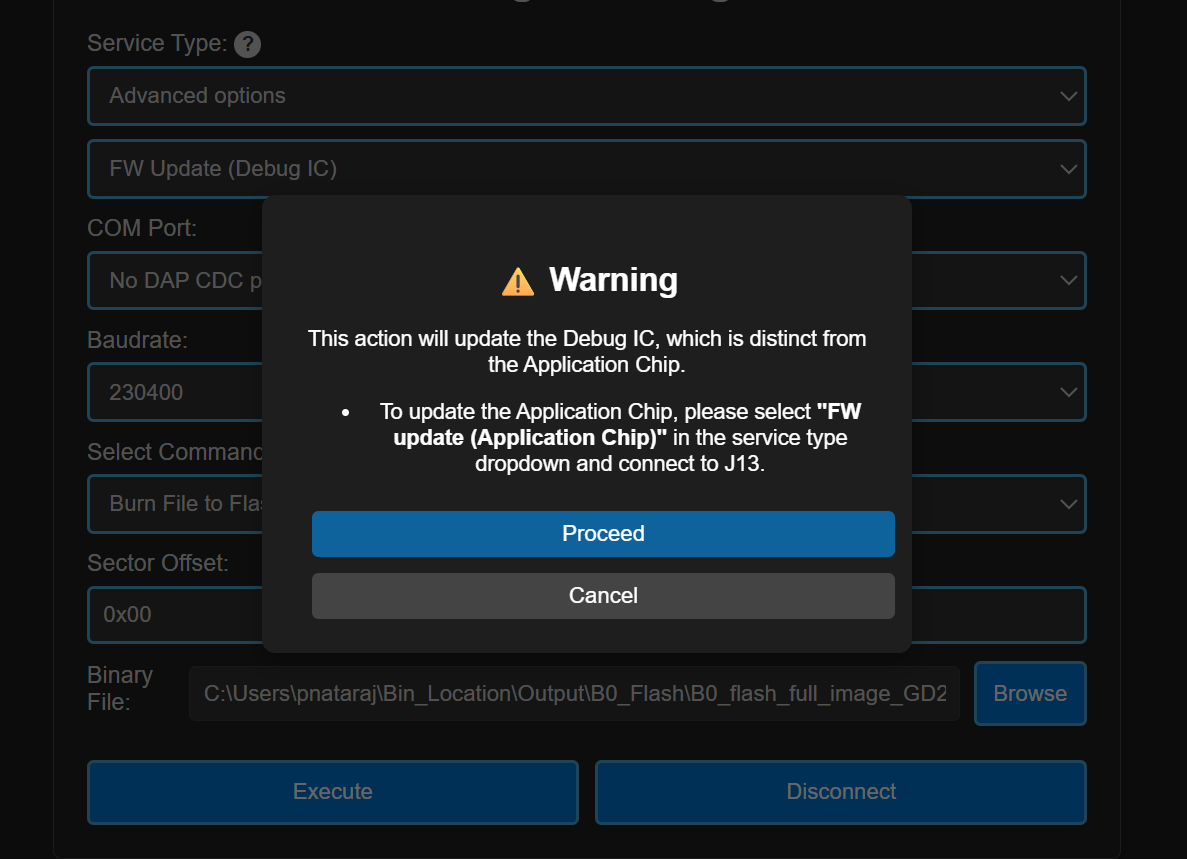 Service Type: ?
Advanced options
FW Update (Debug IC)
COM Port:
No DAP CDC p
Baudrate:
230400
Select Command
Burn File to Fla
Sector Offset:
0x00
Binary
File:
C:\Users\pnataraj\Bin_Location\Output\B0_Flash\B0_flash_full_image_GD2
Browse
Execute
Disconnect
Warning
This action will update the Debug IC, which is distinct from
the Application Chip.
• To update the Application Chip, please select "FW
update (Application Chip)" in the service type
dropdown and connect to J13.
Proceed
Cancel